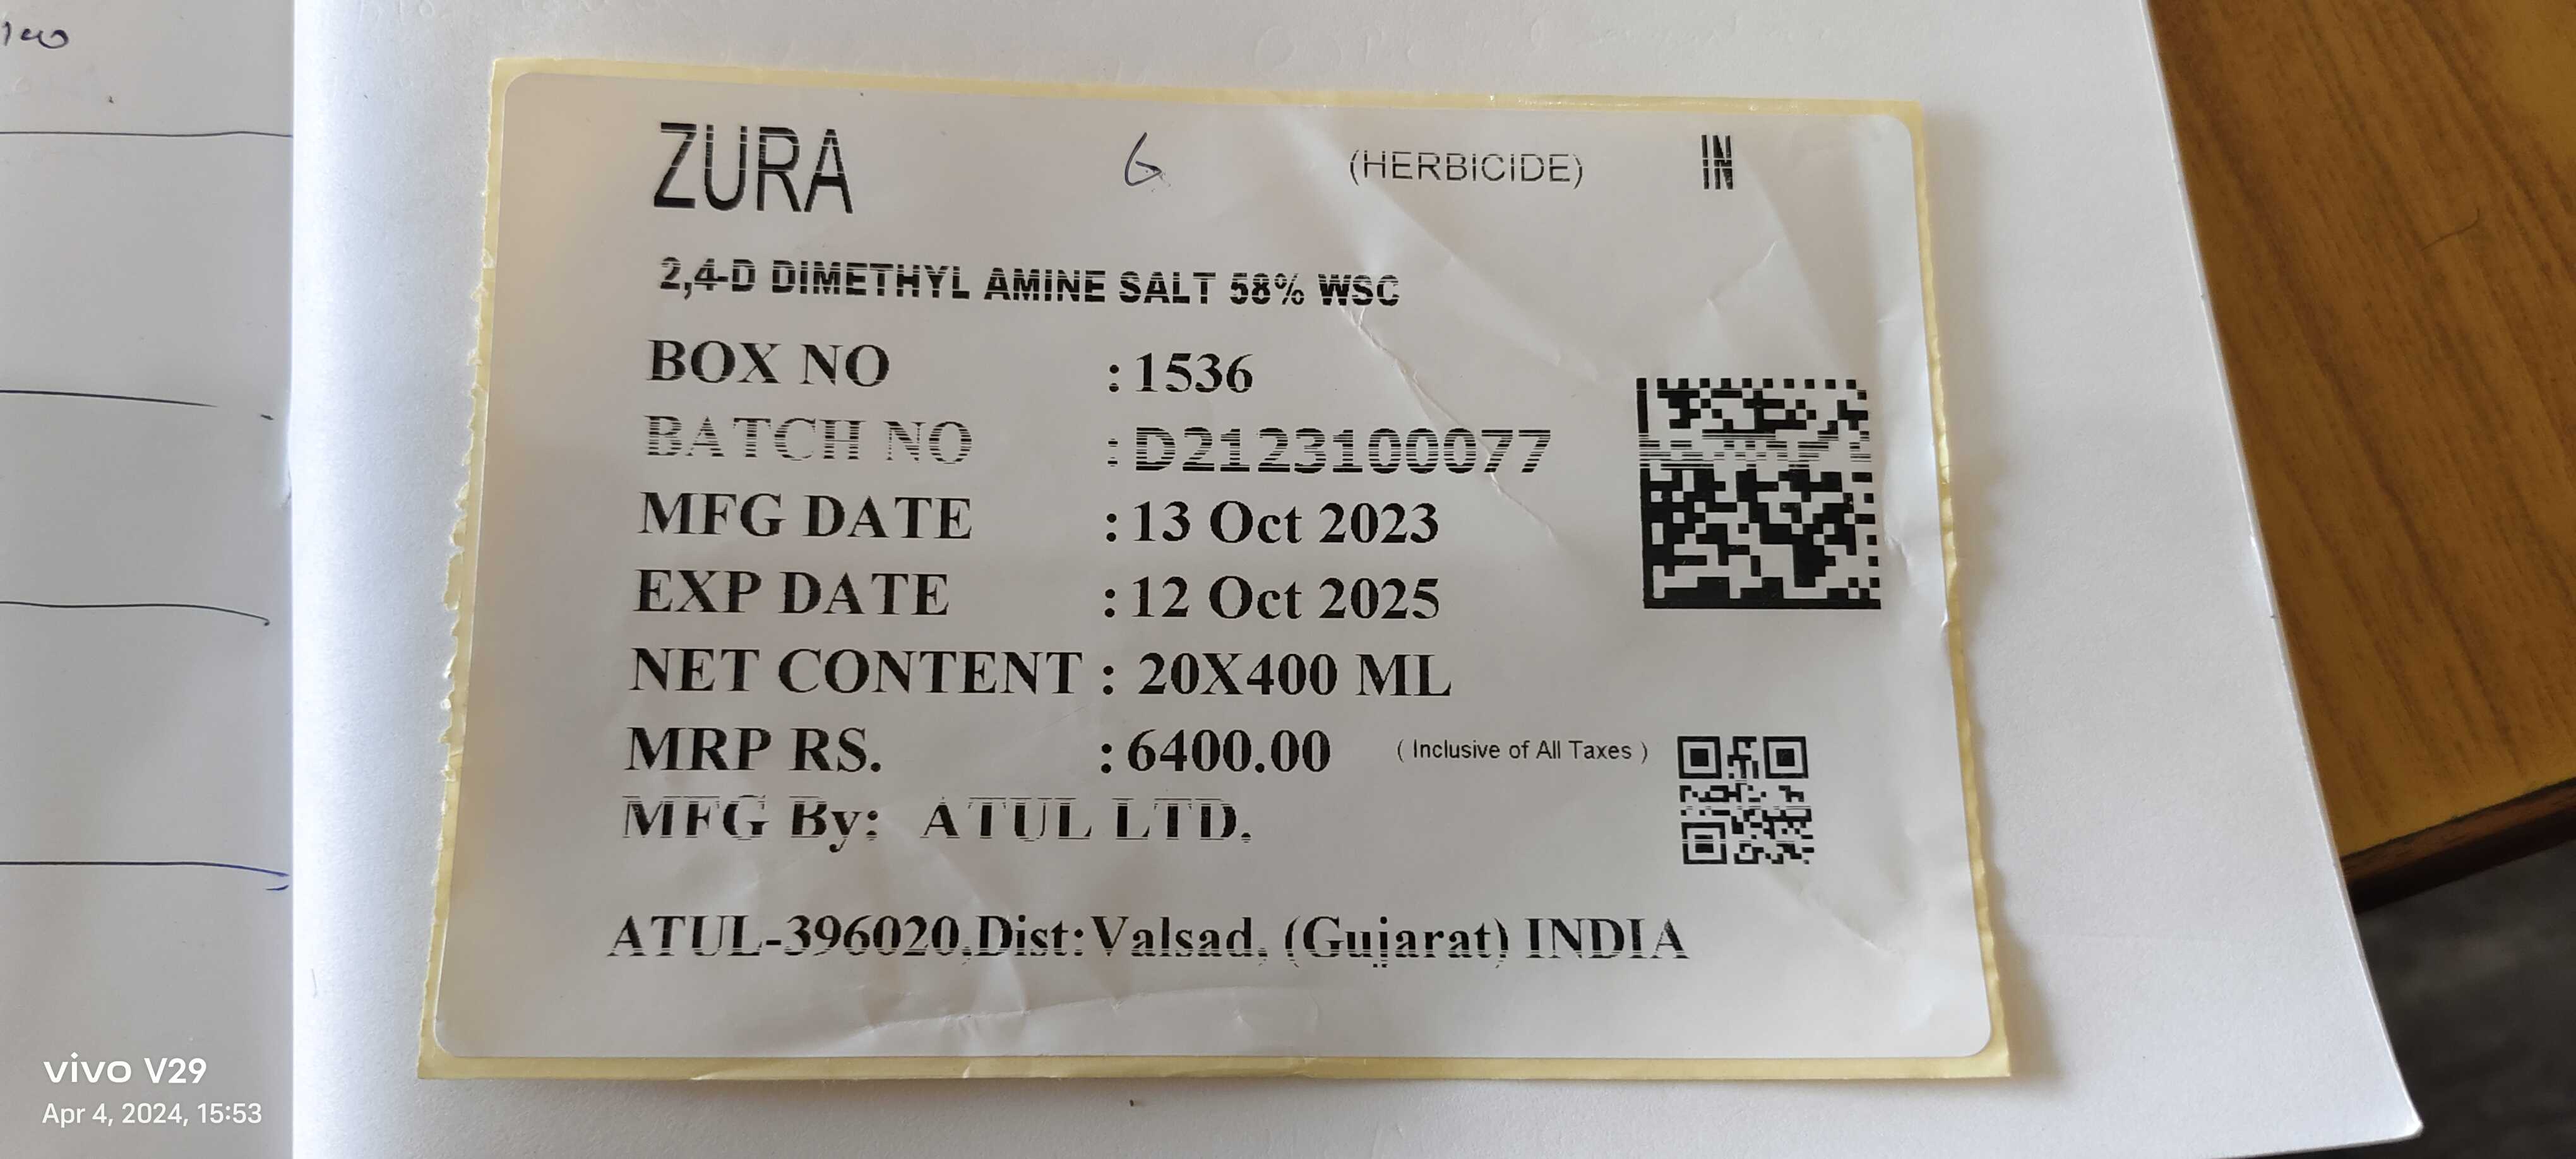 ZURA 6 (HERBICIDE) IN
2,4-D DIMETHYL AMINE SALT 58% WSC
BOX NO : 1536
BATCH NO : D2123100077
MFG DATE : 13 Oct 2023
EXP DATE : 12 Oct 2025
NET CONTENT : 20X400 ML
MRP RS. : 6400.00 ( Inclusive of All Taxes )
MFG By: ATUL LTD.
ATUL-396020,Dist:Valsad, (Gujarat) INDIA
vivo V29
Apr 4, 2024, 15:53